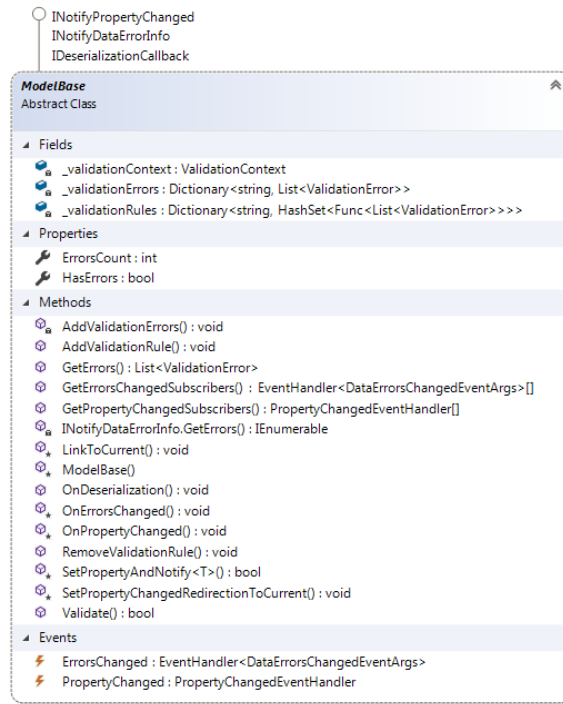 INotifyPropertyChanged
INotifyDataErrorInfo
IDeserializationCallback
ModelBase
Abstract Class
Fields
_validationContext : ValidationContext
_validationErrors : Dictionary<string, List<ValidationError>>
_validationRules : Dictionary<string, HashSet<Func<List<ValidationError>>>>
Properties
ErrorsCount : int
HasErrors : bool
Methods
AddValidationErrors() : void
AddValidationRule() : void
GetErrors() : List<ValidationError>
GetErrorsChangedSubscribers() : EventHandler<DataErrorsChangedEventArgs>[]
GetPropertyChangedSubscribers() : PropertyChangedEventHandler[]
INotifyDataErrorInfo.GetErrors() : IEnumerable
LinkToCurrent() : void
ModelBase()
OnDeserialization() : void
OnErrorsChanged() : void
OnPropertyChanged() : void
RemoveValidationRule() : void
SetPropertyAndNotify<T>() : bool
SetPropertyChangedRedirectionToCurrent() : void
Validate() : bool
Events
ErrorsChanged : EventHandler<DataErrorsChangedEventArgs>
PropertyChanged : PropertyChangedEventHandler